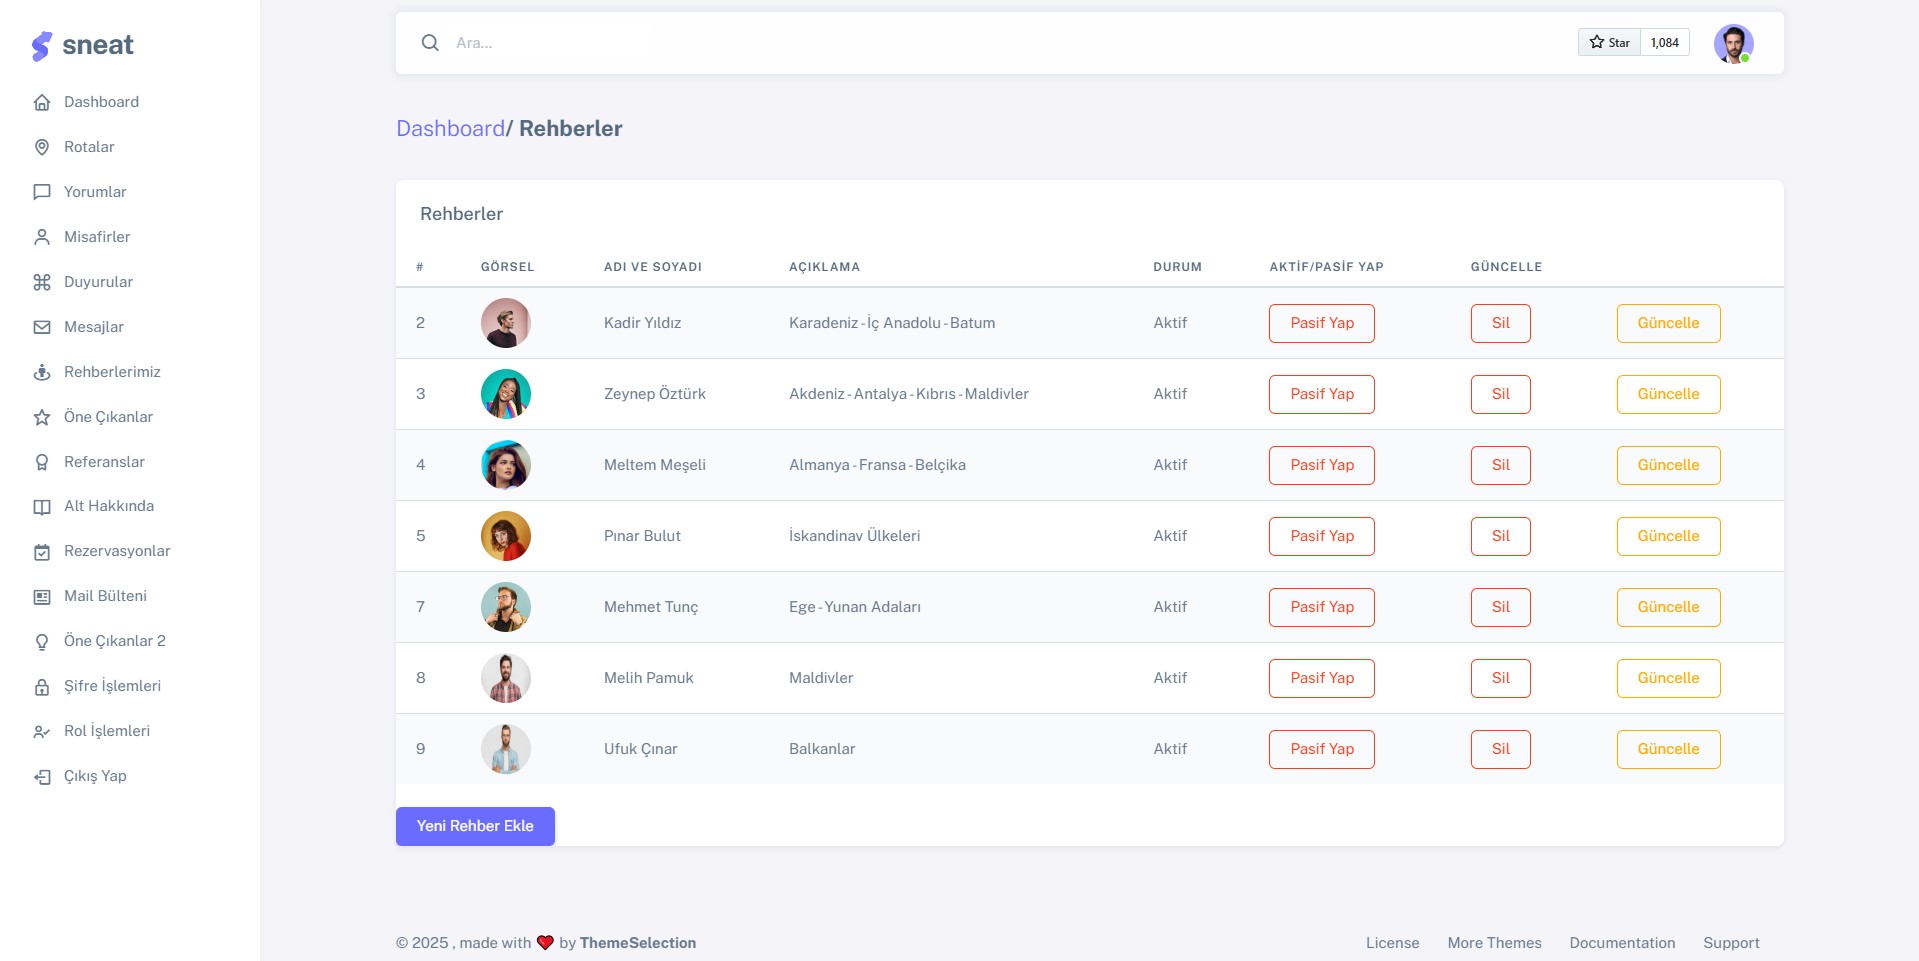 sneat
Dashboard
Rotalar
Yorumlar
Misafirler
Duyurular
Mesajlar
Rehberlerimiz
Öne Çıkanlar
Referanslar
Alt Hakkında
Rezervasyonlar
Mail Bülteni
Öne Çıkanlar 2
Şifre İşlemleri
Rol İşlemleri
Çıkış Yap
Ara...
Star 1,084
Dashboard/ Rehberler
Rehberler
# GÖRSEL ADI VE SOYADI AÇIKLAMA DURUM AKTİF/PASİF YAP GÜNCELLE
2 Kadir Yıldız Karadeniz - İç Anadolu - Batum Aktif Pasif Yap Sil Güncelle
3 Zeynep Öztürk Akdeniz - Antalya - Kıbrıs - Maldivler Aktif Pasif Yap Sil Güncelle
4 Meltem Meşeli Almanya - Fransa - Belçika Aktif Pasif Yap Sil Güncelle
5 Pınar Bulut İskandinav Ülkeleri Aktif Pasif Yap Sil Güncelle
7 Mehmet Tunç Ege - Yunan Adaları Aktif Pasif Yap Sil Güncelle
8 Melih Pamuk Maldivler Aktif Pasif Yap Sil Güncelle
9 Ufuk Çınar Balkanlar Aktif Pasif Yap Sil Güncelle
Yeni Rehber Ekle
© 2025 , made with ❤️ by ThemeSelection License More Themes Documentation Support